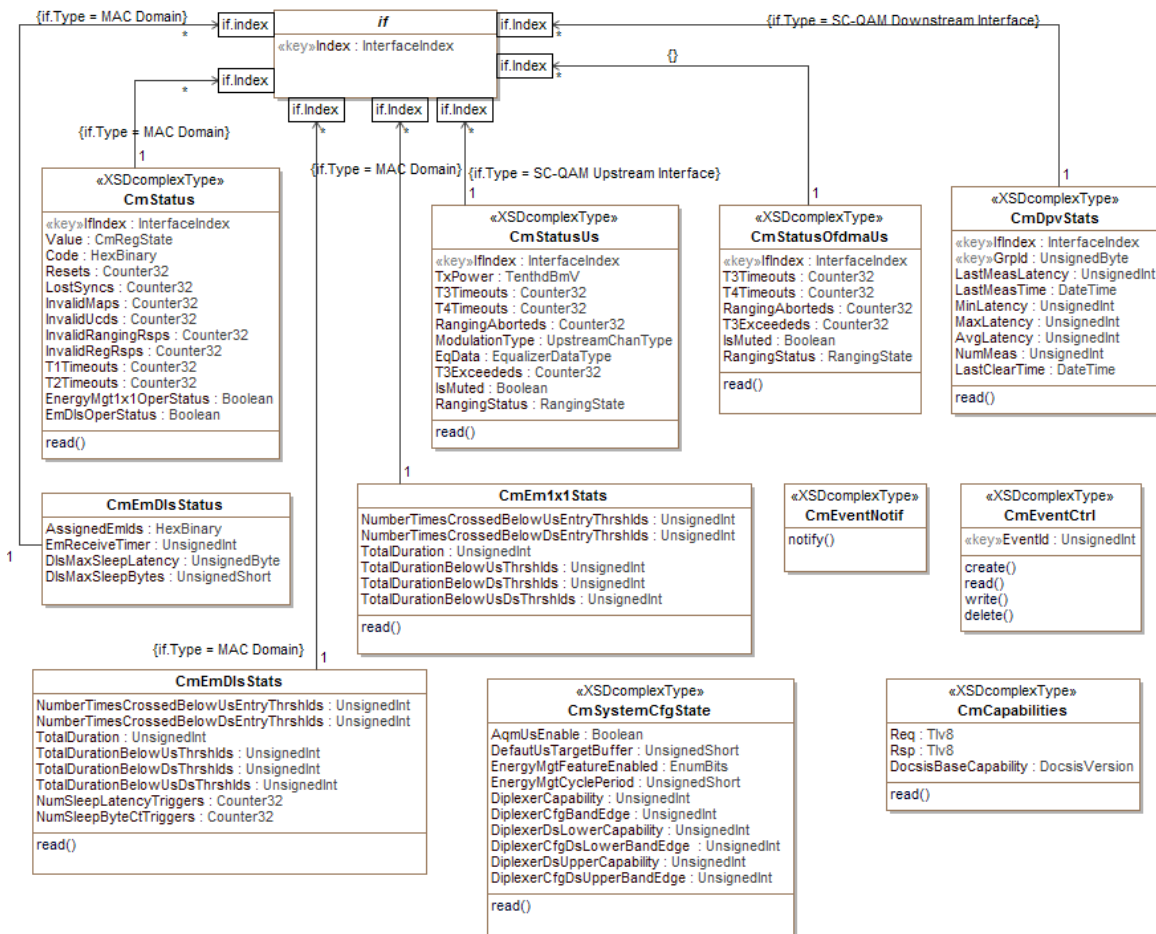 {if.Type = MAC Domain}
if.index
*
if
«key»Index : InterfaceIndex
if.Index
*
{if.Type = SC-QAM Downstream Interface}
if.Index
*
if.Index
*
{}
if.Index
*
if.Index
*
if.Index
*
{if.Type = MAC Domain}
{if.Type = MAC Domain}
{if.Type = SC-QAM Upstream Interface}
1
«XSDcomplexType»
CmStatus
«key»IfIndex : InterfaceIndex
Value : CmRegState
Code : HexBinary
Resets : Counter32
LostSyncs : Counter32
InvalidMaps : Counter32
InvalidUcds : Counter32
InvalidRangingRsps : Counter32
InvalidRegRsps : Counter32
T1Timeouts : Counter32
T2Timeouts : Counter32
EnergyMgt1x1OperStatus : Boolean
EmDlsOperStatus : Boolean
read()
1
«XSDcomplexType»
CmStatusUs
«key»IfIndex : InterfaceIndex
TxPower : TenthdBmV
T3Timeouts : Counter32
T4Timeouts : Counter32
RangingAborteds : Counter32
ModulationType : UpstreamChanType
EqData : EqualizerDataType
T3Exceededs : Counter32
IsMuted : Boolean
RangingStatus : RangingState
read()
1
«XSDcomplexType»
CmStatusOfdmaUs
«key»IfIndex : InterfaceIndex
T3Timeouts : Counter32
T4Timeouts : Counter32
RangingAborteds : Counter32
T3Exceededs : Counter32
IsMuted : Boolean
RangingStatus : RangingState
read()
1
«XSDcomplexType»
CmDpvStats
«key»IfIndex : InterfaceIndex
«key»GrpId : UnsignedByte
LastMeasLatency : UnsignedInt
LastMeasTime : DateTime
MinLatency : UnsignedInt
MaxLatency : UnsignedInt
AvgLatency : UnsignedInt
NumMeas : UnsignedInt
LastClearTime : DateTime
read()
1
CmEmDlsStatus
AssignedEmIds : HexBinary
EmReceiveTimer : UnsignedInt
DlsMaxSleepLatency : UnsignedByte
DlsMaxSleepBytes : UnsignedShort
1
CmEm1x1Stats
NumberTimesCrossedBelowUsEntryThrshlds : UnsignedInt
NumberTimesCrossedBelowDsEntryThrshlds : UnsignedInt
TotalDuration : UnsignedInt
TotalDurationBelowUsThrshlds : UnsignedInt
TotalDurationBelowDsThrshlds : UnsignedInt
TotalDurationBelowUsDsThrshlds : UnsignedInt
read()
«XSDcomplexType»
CmEventNotif
notify()
«XSDcomplexType»
CmEventCtrl
«key»EventId : UnsignedInt
create()
read()
write()
delete()
{if.Type = MAC Domain}
1
CmEmDlsStats
NumberTimesCrossedBelowUsEntryThrshlds : UnsignedInt
NumberTimesCrossedBelowDsEntryThrshlds : UnsignedInt
TotalDuration : UnsignedInt
TotalDurationBelowUsThrshlds : UnsignedInt
TotalDurationBelowDsThrshlds : UnsignedInt
TotalDurationBelowUsDsThrshlds : UnsignedInt
NumSleepLatencyTriggers : Counter32
NumSleepByteCtTriggers : Counter32
read()
«XSDcomplexType»
CmSystemCfgState
AqmUsEnable : Boolean
DefautUsTargetBuffer : UnsignedShort
EnergyMgtFeatureEnabled : EnumBits
EnergyMgtCyclePeriod : UnsignedShort
DiplexerCapability : UnsignedInt
DiplexerCfgBandEdge : UnsignedInt
DiplexerDsLowerCapability : UnsignedInt
DiplexerCfgDsLowerBandEdge : UnsignedInt
DiplexerDsUpperCapability : UnsignedInt
DiplexerCfgDsUpperBandEdge : UnsignedInt
read()
«XSDcomplexType»
CmCapabilities
Req : Tlv8
Rsp : Tlv8
DocsisBaseCapability : DocsisVersion
read()